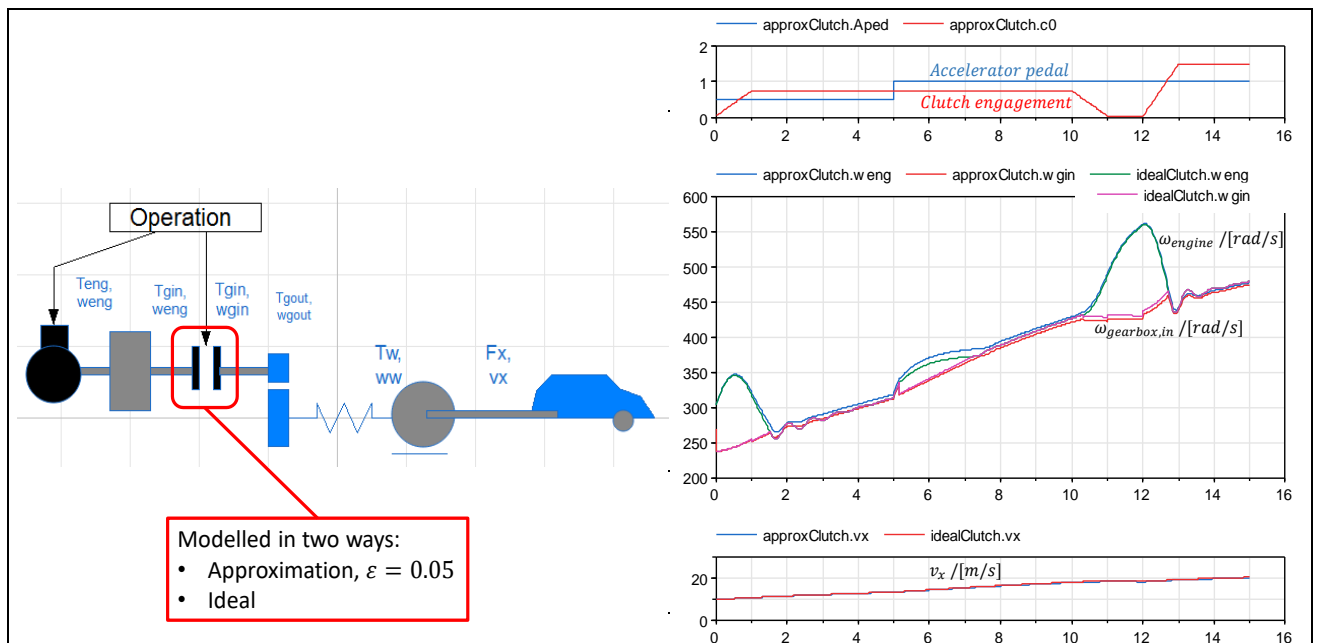 Operation
Teng,
weng
Tgin,
weng
Tgin,
wgin
Tgout,
wgout
Tw,
ww
Fx,
vx
Modelled in two ways:
• Approximation, ε = 0.05
• Ideal
approxClutch.Aped approxClutch.c0
2
1
0
Accelerator pedal
Clutch engagement
0 2 4 6 8 10 12 14 16
approxClutch.w eng approxClutch.w gin idealClutch.w eng
idealClutch.w gin
600
550
500
450
400
350
300
250
200
ω_engine /[rad/s]
ω_gearbox,in /[rad/s]
0 2 4 6 8 10 12 14 16
approxClutch.vx idealClutch.vx
20
0
v_x /[m/s]
0 2 4 6 8 10 12 14 16